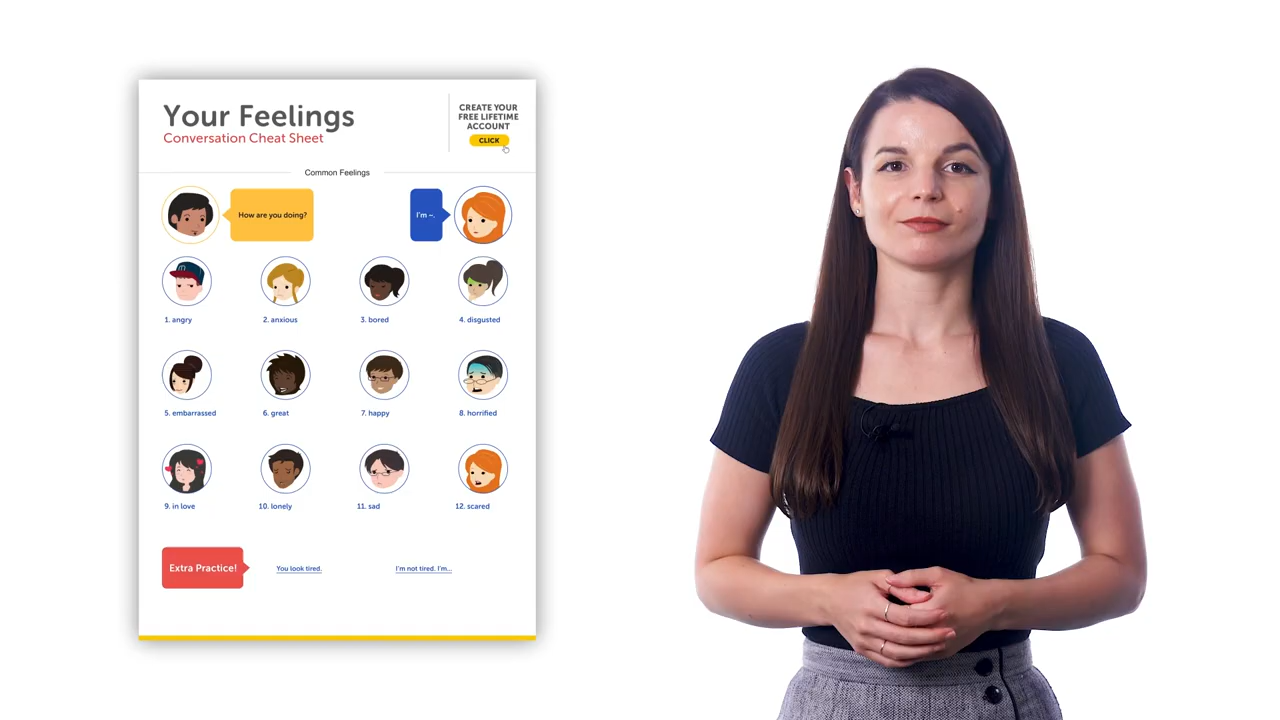 Your Feelings
Conversation Cheat Sheet
CREATE YOUR
FREE LIFETIME
ACCOUNT
CLICK
Common Feelings
How are you doing?
I'm ~.
1. angry
2. anxious
3. bored
4. disgusted
5. embarrassed
6. great
7. happy
8. horrified
9. in love
10. lonely
11. sad
12. scared
Extra Practice!
You look tired.
I'm not tired. I'm...